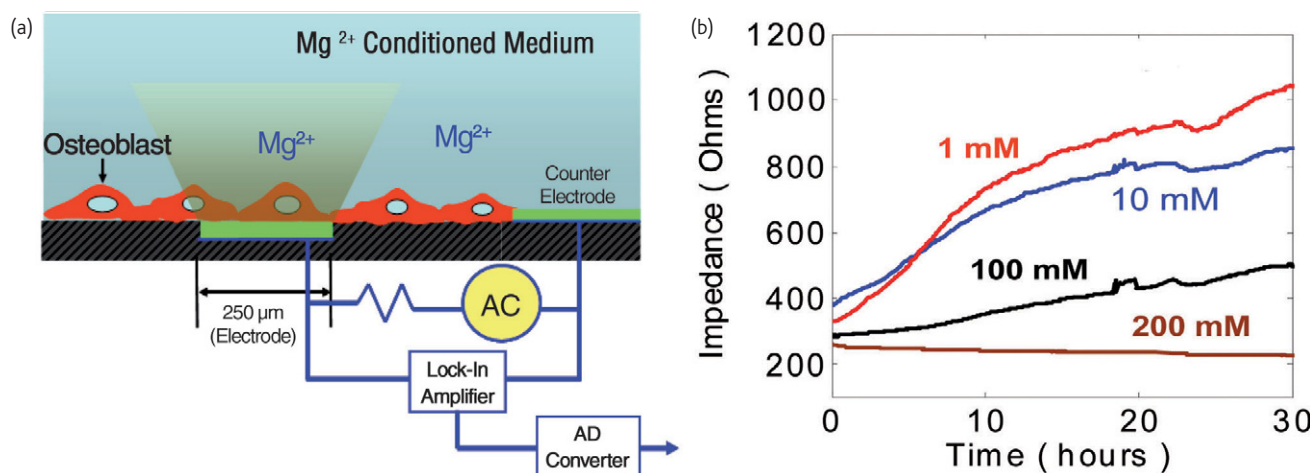 (a)
Mg 2+ Conditioned Medium
Osteoblast
Mg2+
Mg2+
Counter
Electrode
250 μm
(Electrode)
AC
Lock-In
Amplifier
AD
Converter
(b)
Impedance ( Ohms )
1200
1000
800
600
400
200
1 mM
10 mM
100 mM
200 mM
0
10
20
30
Time ( hours )